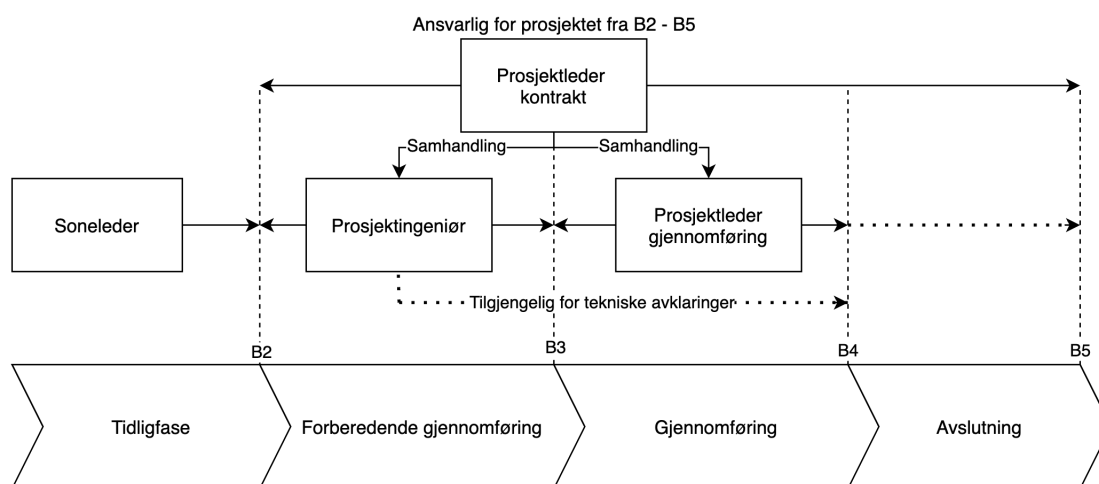 Ansvarlig for prosjektet fra B2 - B5
Prosjektleder
kontrakt
Samhandling
Samhandling
Soneleder
Prosjektingeniør
Prosjektleder
gjennomføring
Tilgjengelig for tekniske avklaringer
B2
B3
B4
B5
Tidligfase
Forberedende gjennomføring
Gjennomføring
Avslutning